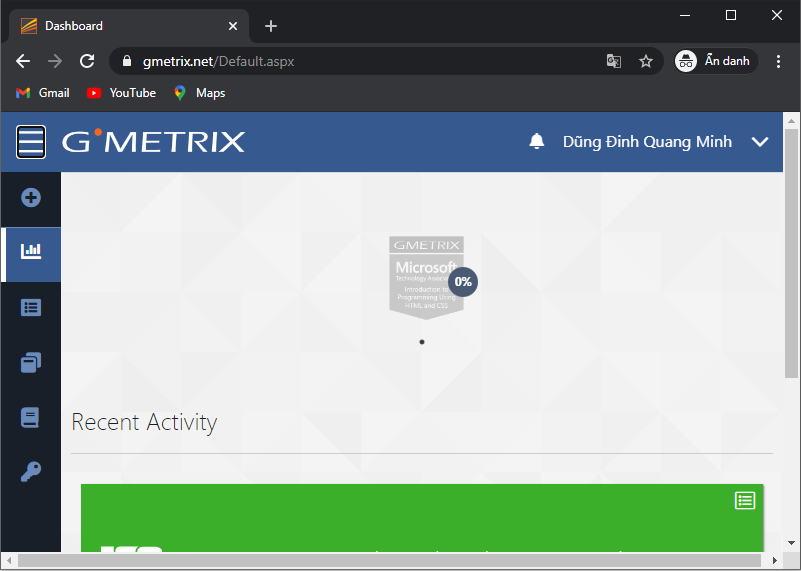 Dashboard
gmetrix.net/Default.aspx
Ẩn danh
Gmail
YouTube
Maps
GMETRIX
Dũng Đinh Quang Minh
GMETRIX
Microsoft
Technology Associate
Introduction to
Programming Using
HTML and CSS
0%
Recent Activity